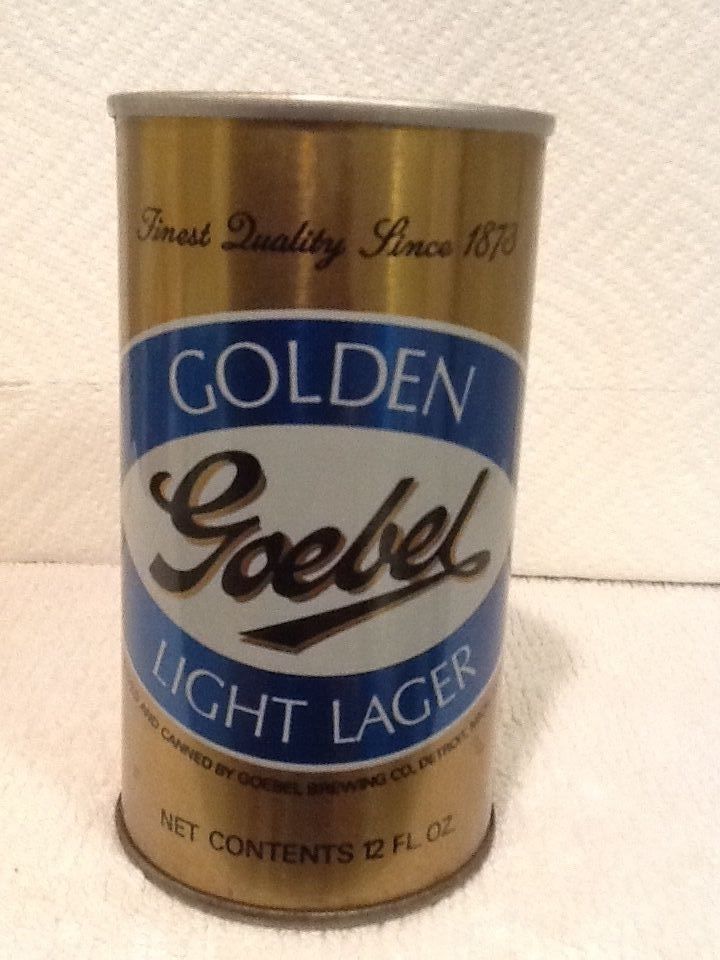 Finest Quality Since 1873
GOLDEN
Goebel
LIGHT LAGER
AND CANNED BY GOEBEL BREWING CO. DETROIT,
NET CONTENTS 12 FL. OZ.